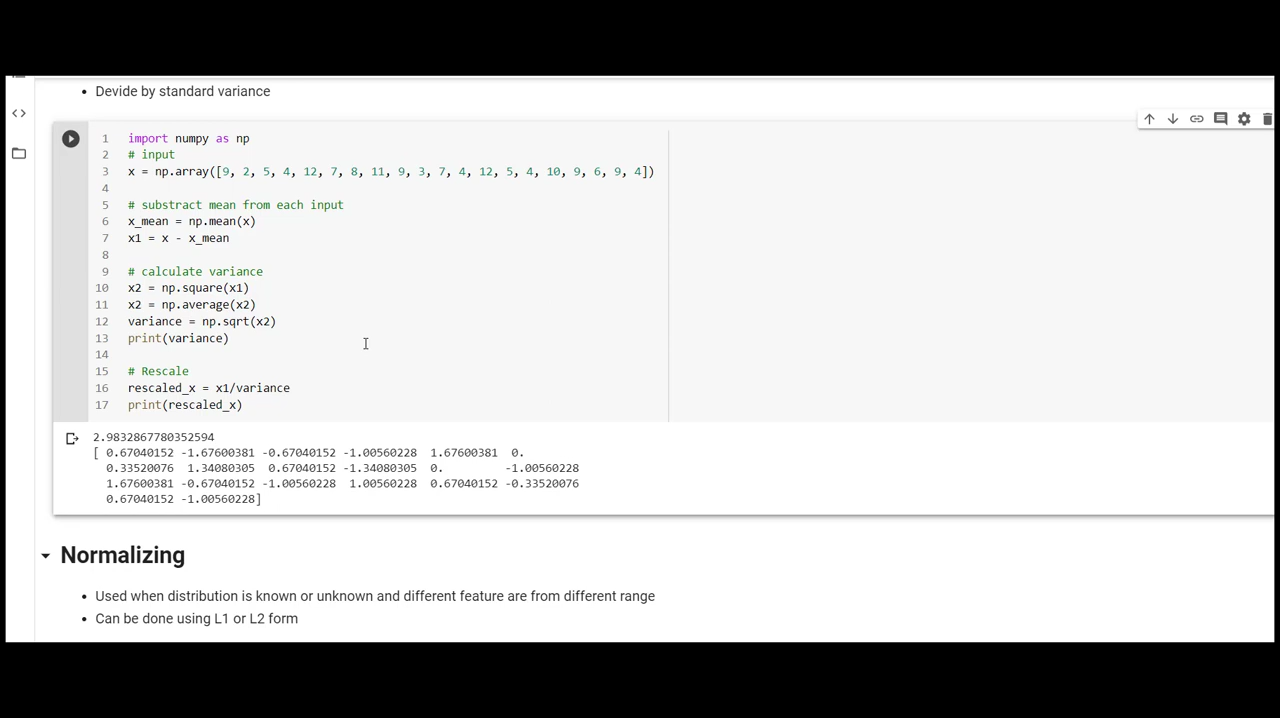 Devide by standard variance
1 import numpy as np
2 # input
3 x = np.array([9, 2, 5, 4, 12, 7, 8, 11, 9, 3, 7, 4, 12, 5, 4, 10, 9, 6, 9, 4])
4
5 # substract mean from each input
6 x_mean = np.mean(x)
7 x1 = x - x_mean
8
9 # calculate variance
10 x2 = np.square(x1)
11 x2 = np.average(x2)
12 variance = np.sqrt(x2)
13 print(variance)
14
15 # Rescale
16 rescaled_x = x1/variance
17 print(rescaled_x)
2.9832867780352594
[ 0.67040152 -1.67600381 -0.67040152 -1.00560228  1.67600381  0.
0.33520076  1.34080305  0.67040152 -1.34080305  0.         -1.00560228
1.67600381 -0.67040152 -1.00560228  1.00560228  0.67040152 -0.33520076
0.67040152 -1.00560228]
Normalizing
Used when distribution is known or unknown and different feature are from different range
Can be done using L1 or L2 form